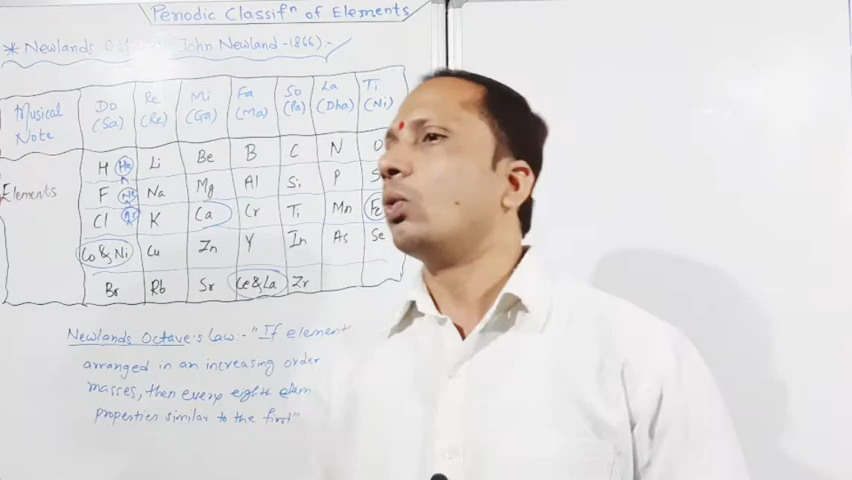 Periodic Classifⁿ of Elements
* Newlands John Newland - 1866).-
Musical Note Do (Sa) Re (Re) Mi (Ga) Fa (Ma) So (Pa) La (Dha) Ti (Ni)
Elements
H He Li Be B C N O
F Ne Na Mg Al Si P S
Cl Ar K Ca Cr Ti Mn Fe
Co & Ni Cu Zn Y In As Se
Br Rb Sr Ce & La Zr
Newlands Octave's law:- "If element
arranged in an increasing order
masses, then every eighth elem
properties similar to the first"